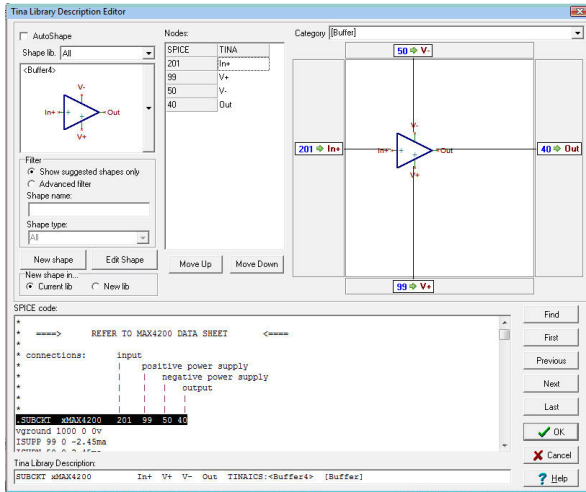 Tina Library Description Editor
AutoShape
Shape lib. All
<Buffer4>
V-
In+
Out
V+
Filter
Show suggested shapes only
Advanced filter
Shape name:
Shape type:
All
New shape
Edit Shape
New shape in...
Current lib
New lib
Nodes:
SPICE TINA
201 In+
99 V+
50 V-
40 Out
Move Up
Move Down
Category [Buffer]
50 ➾ V-
201 ➾ In+
V-
In+
Out
V+
40 ➾ Out
99 ➾ V+
SPICE code:
*
* ====> REFER TO MAX4200 DATA SHEET <====
*
* connections: input
* | positive power supply
* | | negative power supply
* | | | output
* | | | |
* | | | |
.SUBCKT xMAX4200 201 99 50 40
vground 1000 0 0v
ISUPP 99 0 -2.45ma
Find
First
Previous
Next
Last
OK
Cancel
Help
Tina Library Description:
SUBCKT xMAX4200 In+ V+ V- Out TINAICS:<Buffer4> [Buffer]